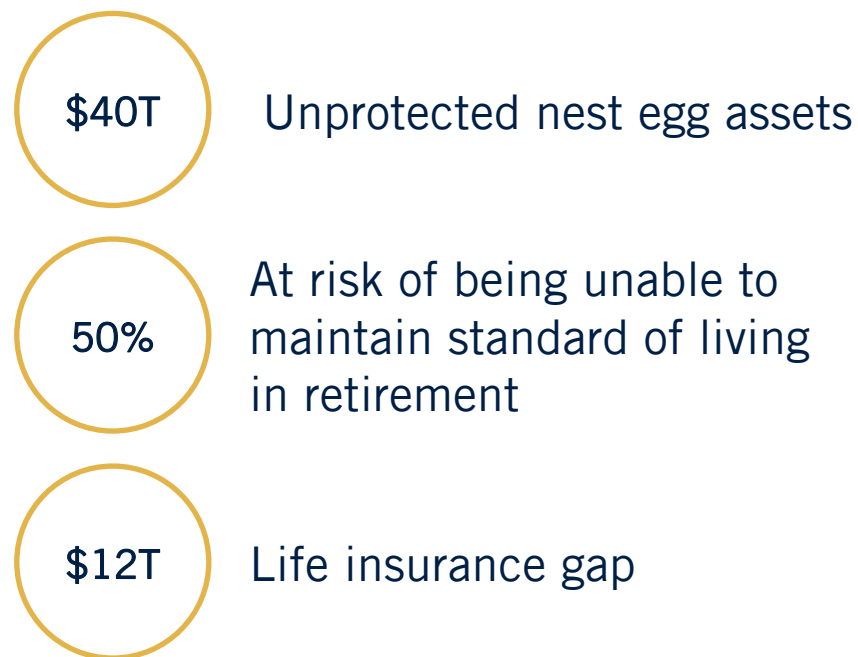 $40T
Unprotected nest egg assets
50%
At risk of being unable to
maintain standard of living
in retirement
$12T
Life insurance gap